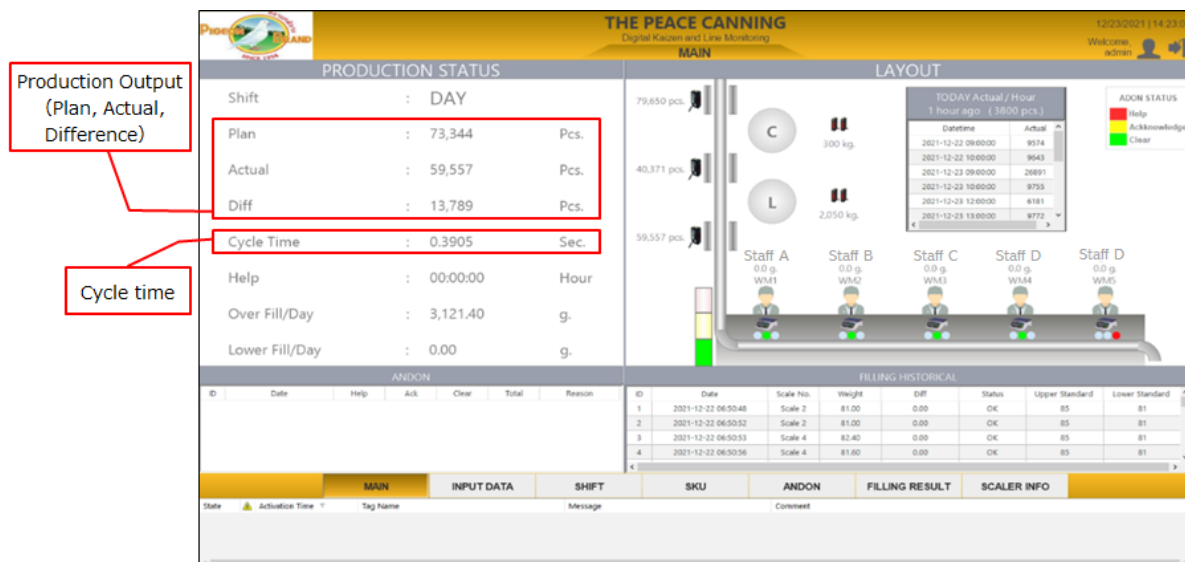 Production Output
(Plan, Actual,
Difference)
Cycle time
BRAND
SINCE 1958
THE PEACE CANNING
Digital Kaizen and Line Monitoring
MAIN
12/23/2021 | 14:23:0
Welcome,
admin
PRODUCTION STATUS
Shift : DAY
Plan : 73,344 Pcs.
Actual : 59,557 Pcs.
Diff : 13,789 Pcs.
Cycle Time : 0.3905 Sec.
Help : 00:00:00 Hour
Over Fill/Day : 3,121.40 g.
Lower Fill/Day : 0.00 g.
LAYOUT
79,650 pcs.
40,371 pcs.
59,557 pcs.
C
300 kg.
L
2,050 kg.
TODAY Actual / Hour
1 hour ago (3800 pcs.)
Datetime Actual
2021-12-22 09:00:00 9574
2021-12-22 10:00:00 9643
2021-12-23 09:00:00 26891
2021-12-23 10:00:00 9755
2021-12-23 12:00:00 6181
2021-12-23 13:00:00 9772
ADON STATUS
Help
Ackknowledge
Clear
Staff A Staff B Staff C Staff D Staff D
0.0 g. 0.0 g. 0.0 g. 0.0 g. 0.0 g.
WM1 WM2 WM3 WM4 WM5
ANDON
ID Date Help Ack Clear Total Reason
FILLING HISTORICAL
ID Date Scale No. Weight Diff Status Upper Standard Lower Standard
1 2021-12-22 06:50:48 Scale 2 81.00 0.00 OK 85 81
2 2021-12-22 06:50:52 Scale 2 81.00 0.00 OK 85 81
3 2021-12-22 06:50:53 Scale 4 82.40 0.00 OK 85 81
4 2021-12-22 06:50:56 Scale 4 81.60 0.00 OK 85 81
MAIN INPUT DATA SHIFT SKU ANDON FILLING RESULT SCALER INFO
State Activation Time Tag Name Message Comment